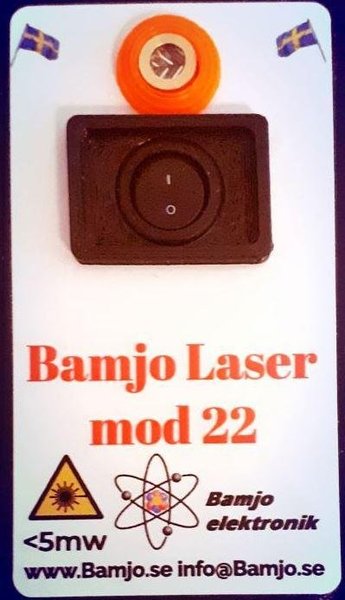 I
O
Bamjo Laser
mod 22
Bamjo
elektronik
<5mw
www.Bamjo.se info@Bamjo.se